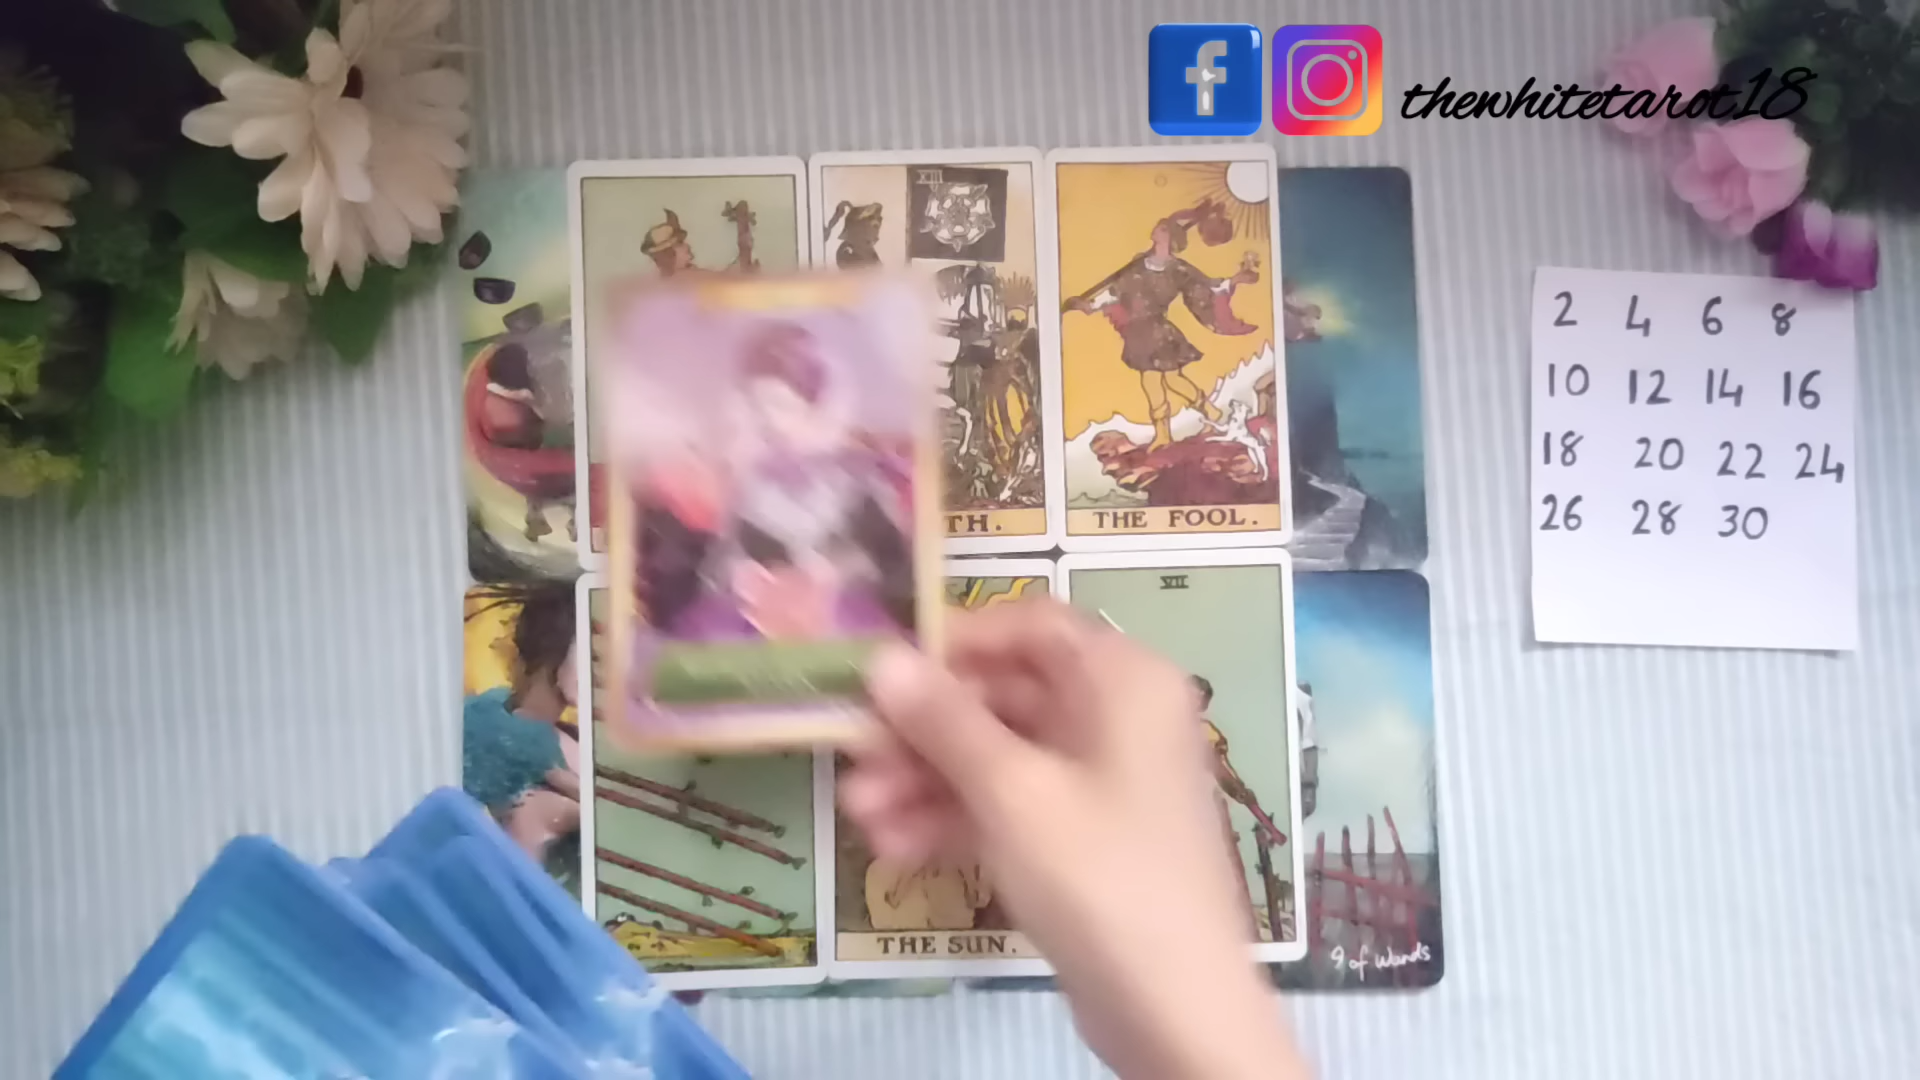 thewhitetarot18
XIII
TH.
THE FOOL.
2 4 6 8
10 12 14 16
18 20 22 24
26 28 30
VII
THE SUN.
9 of Wands